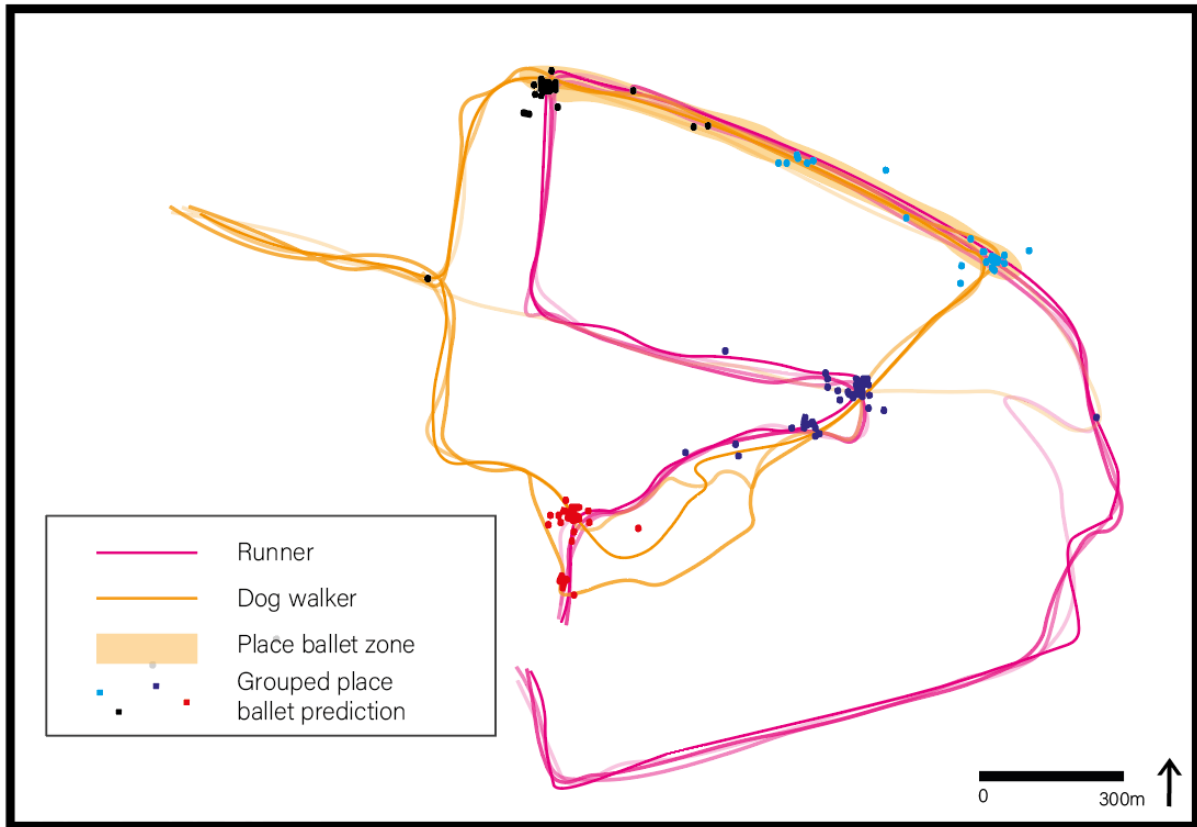 Runner
Dog walker
Place ballet zone
Grouped place
ballet prediction
0 300m